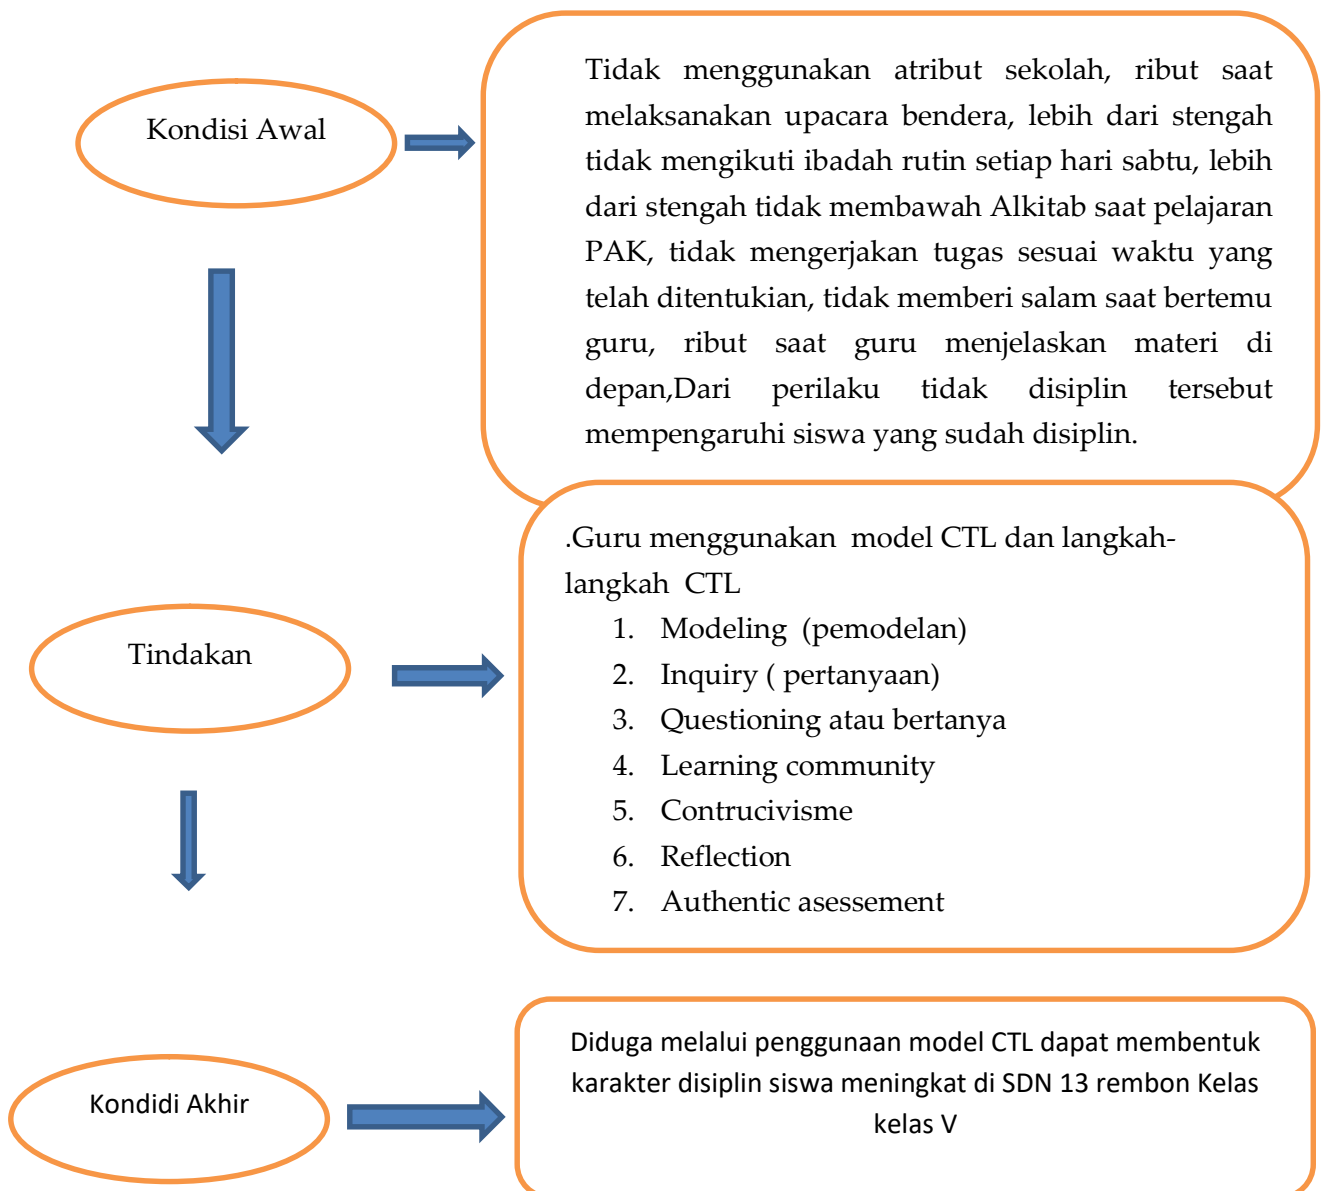 Kondisi Awal
Tidak menggunakan atribut sekolah, ribut saat
melaksanakan upacara bendera, lebih dari stengah
tidak mengikuti ibadah rutin setiap hari sabtu, lebih
dari stengah tidak membawah Alkitab saat pelajaran
PAK, tidak mengerjakan tugas sesuai waktu yang
telah ditentukian, tidak memberi salam saat bertemu
guru, ribut saat guru menjelaskan materi di
depan,Dari perilaku tidak disiplin tersebut
mempengaruhi siswa yang sudah disiplin.
Tindakan
.Guru menggunakan model CTL dan langkah-
langkah CTL
1. Modeling (pemodelan)
2. Inquiry ( pertanyaan)
3. Questioning atau bertanya
4. Learning community
5. Contrucivisme
6. Reflection
7. Authentic asessement
Kondidi Akhir
Diduga melalui penggunaan model CTL dapat membentuk
karakter disiplin siswa meningkat di SDN 13 rembon Kelas
kelas V